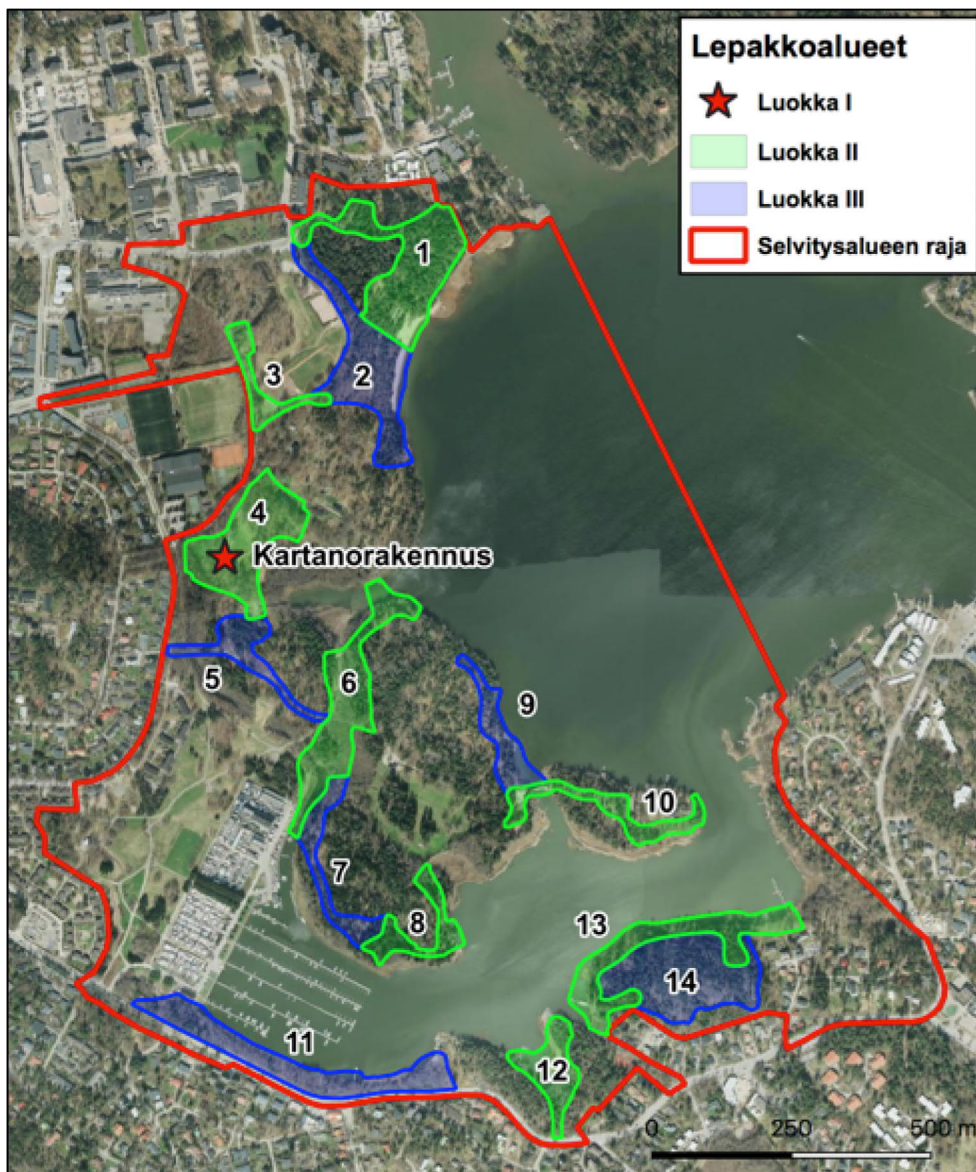 Lepakkoalueet
Luokka I
Luokka II
Luokka III
Selvitysalueen raja
1
2
3
4
Kartanorakennus
5
6
9
10
7
8
13
14
11
12
0 250 500 m